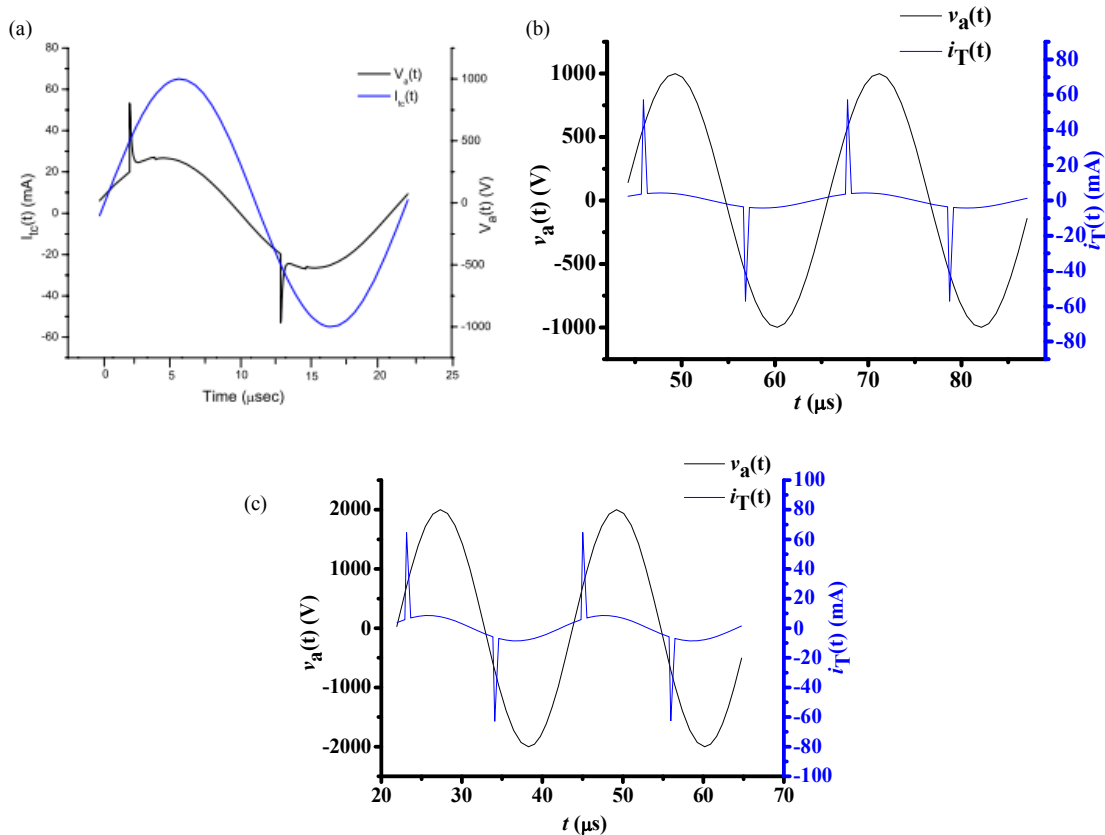 (a)
80
60
40
20
0
-20
-40
-60
I_tc(t) (mA)
V_a(t)
I_tc(t)
1000
500
0
-500
-1000
V_a(t) (V)
0 5 10 15 20 25
Time (μsec)
(b)
v_a(t)
i_T(t)
1000
500
0
-500
-1000
v_a(t) (V)
80
60
40
20
0
-20
-40
-60
-80
i_T(t) (mA)
50 60 70 80
t (μs)
(c)
v_a(t)
i_T(t)
2000
1000
0
-1000
-2000
v_a(t) (V)
100
80
60
40
20
0
-20
-40
-60
-80
-100
i_T(t) (mA)
20 30 40 50 60 70
t (μs)